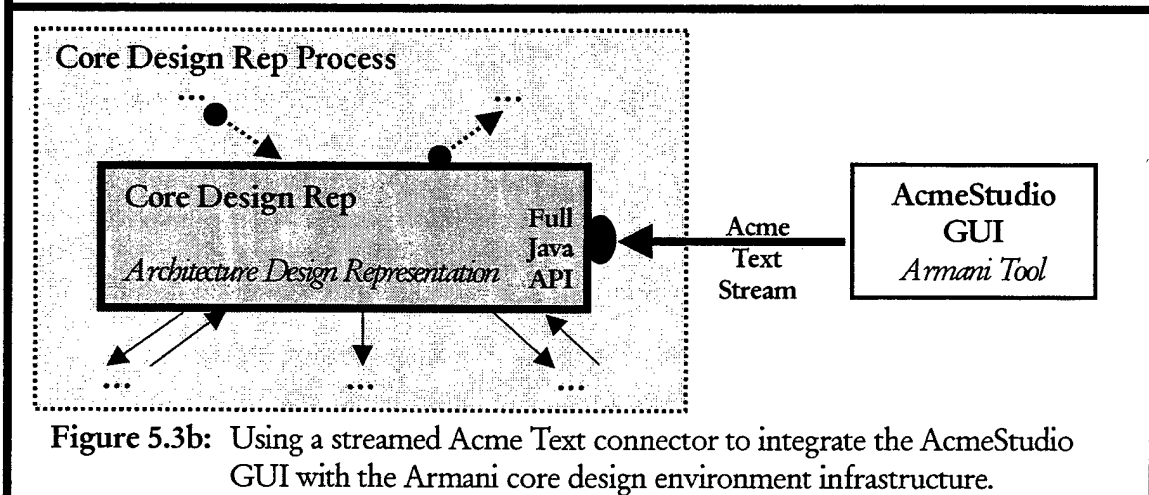 Core Design Rep Process
...
...
Core Design Rep
Architecture Design Representation
Full
Java
API
Acme
Text
Stream
AcmeStudio
GUI
Armani Tool
...
...
...
Figure 5.3b: Using a streamed Acme Text connector to integrate the AcmeStudio
GUI with the Armani core design environment infrastructure.